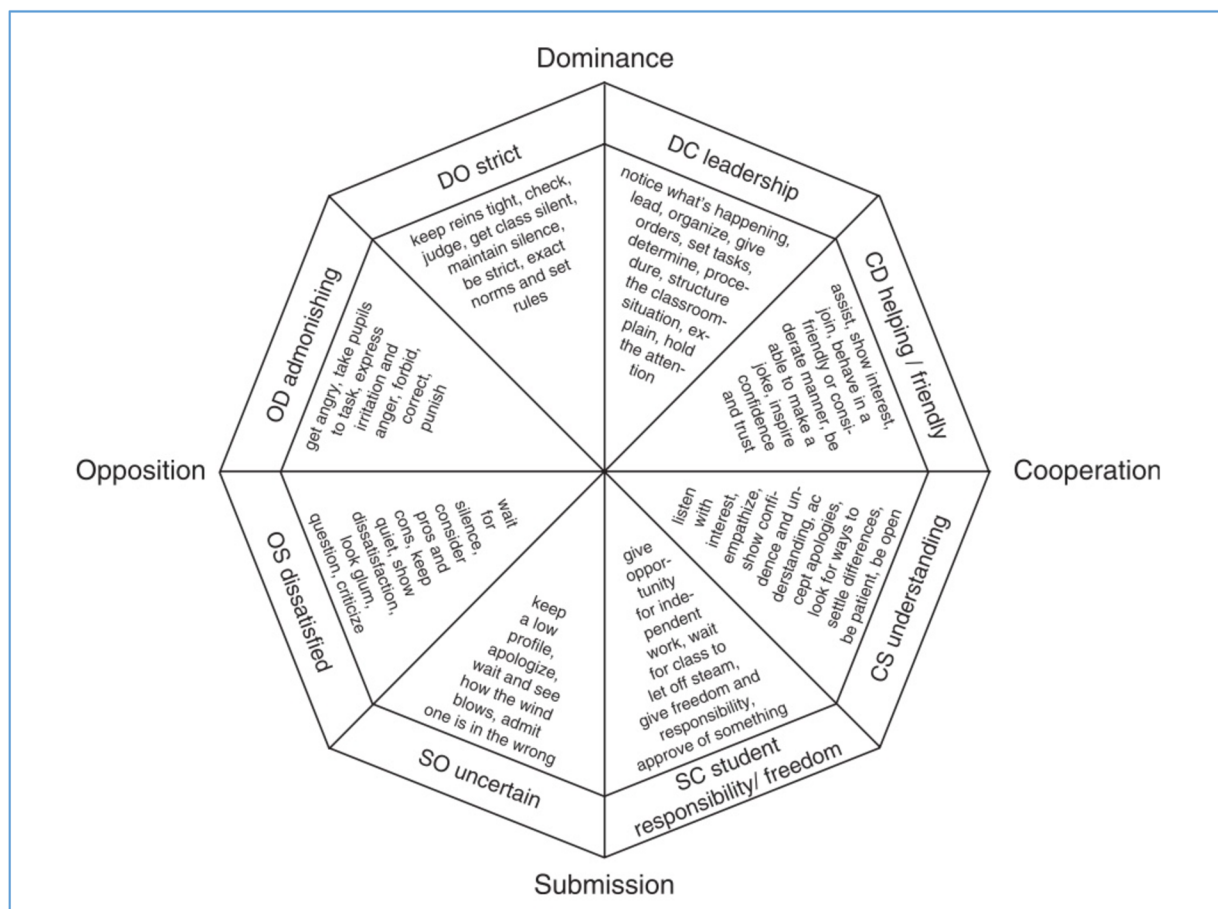 Dominance
DO strict
DC leadership
keep reins tight, check,
judge, get class silent,
maintain silence,
be strict, exact
norms and set
rules
notice what's happening,
lead, organize, give
orders, set tasks,
determine, proce-
dure, structure
the classroom-
situation, ex-
plain, hold
the atten-
tion
OD admonishing
get angry, take pupils
to task, express
irritation and
anger, forbid,
correct,
punish
CD helping / friendly
assist, show interest,
join, behave in a
friendly or consi-
derate manner, be
able to make a
joke, inspire
confidence
and trust
Opposition
Cooperation
OS dissatisfied
wait
for
silence,
consider
pros and
cons, keep
quiet, show
dissatisfaction,
look glum,
question, criticize
CS understanding
listen
with
interest,
empathize,
show confi-
dence and un-
derstanding, ac
cept apologies,
look for ways to
settle differences,
be patient, be open
SO uncertain
keep
a low
profile,
apologize,
wait and see
how the wind
blows, admit
one is in the wrong
give
oppor-
tunity
for inde-
pendent
work, wait
for class to
let off steam,
give freedom and
responsibility,
approve of something
SC student
responsibility/ freedom
Submission